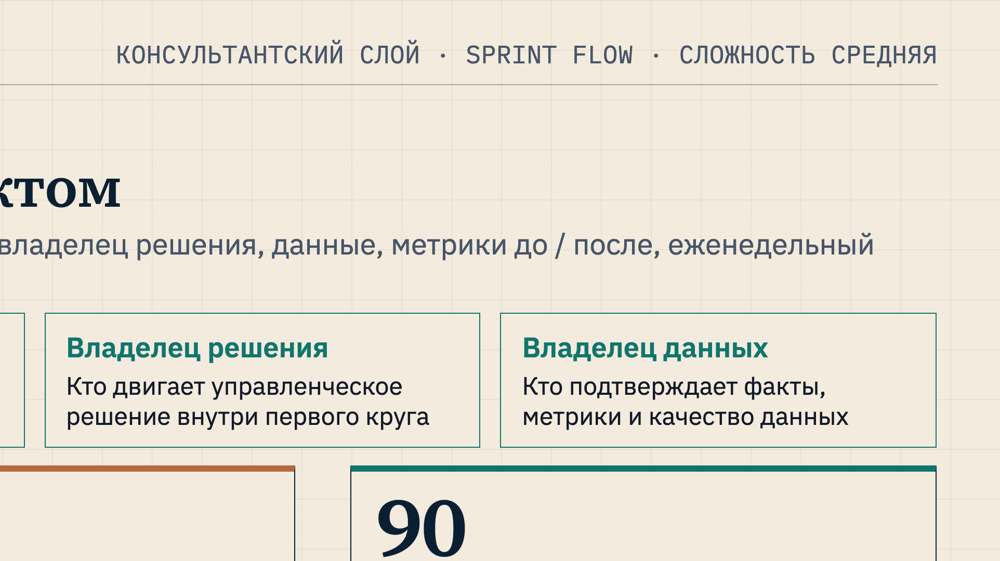 КОНСУЛЬТАНТСКИЙ СЛОЙ · SPRINT FLOW · СЛОЖНОСТЬ СРЕДНЯЯ
ктом
владелец решения, данные, метрики до / после, еженедельный
Владелец решения
Кто двигает управленческое
решение внутри первого круга
Владелец данных
Кто подтверждает факты,
метрики и качество данных
90